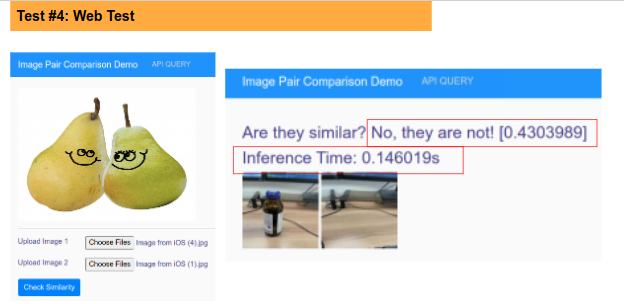 Test #4: Web Test
Image Pair Comparison Demo API QUERY
Upload Image 1 Choose Files Image from iOS (4).jpg
Upload Image 2 Choose Files Image from iOS (1).jpg
Check Similarity
Image Pair Comparison Demo API QUERY
Are they similar? No, they are not! [0.4303989]
Inference Time: 0.146019s